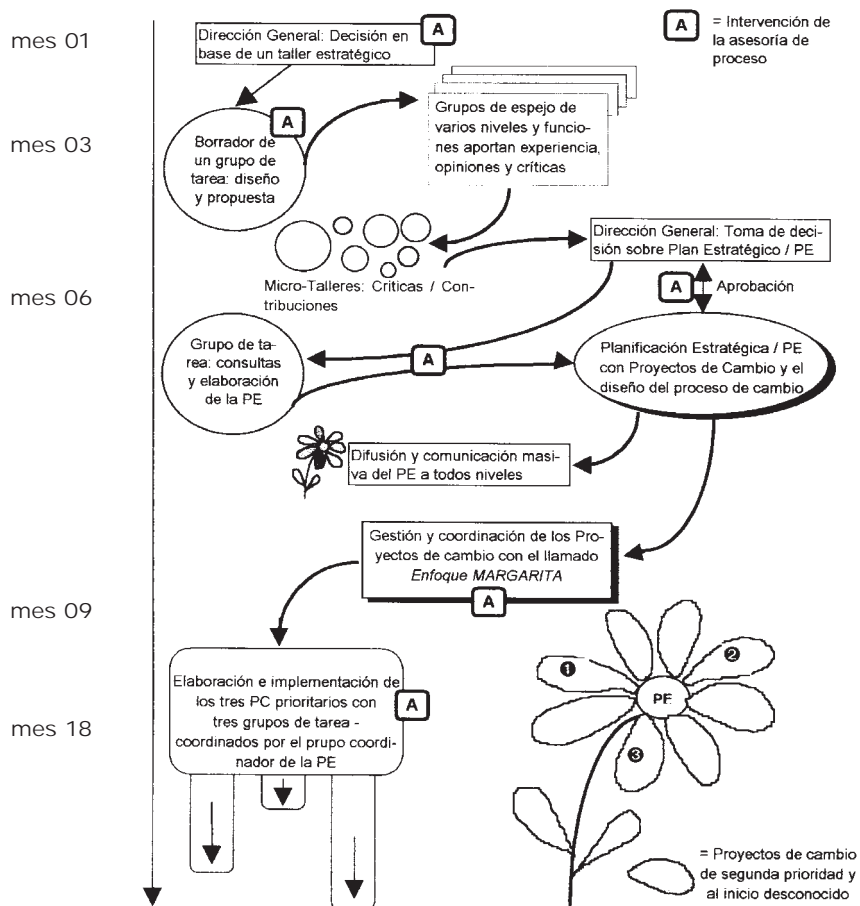 mes 01
Dirección General: Decisión en
base de un taller estratégico
A
A
= Intervención de
la asesoría de
proceso
mes 03
A
Borrador de
un grupo de
tarea: diseño
y propuesta
Grupos de espejo de
varios niveles y funcio-
nes aportan experiencia,
opiniones y críticas
Micro-Talleres: Criticas / Con-
tribuciones
Dirección General: Toma de deci-
sión sobre Plan Estratégico / PE
mes 06
A
Aprobación
Grupo de ta-
rea: consultas
y elaboración
de la PE
A
Planificación Estratégica / PE
con Proyectos de Cambio y el
diseño del proceso de cambio
Difusión y comunicación masi-
va del PE a todos niveles
Gestión y coordinación de los Pro-
yectos de cambio con el llamado
Enfoque MARGARITA
A
mes 09
Elaboración e implementación de
los tres PC prioritarios con
tres grupos de tarea -
coordinados por el prupo coordi-
nador de la PE
A
mes 18
❶
❷
PE
❸
= Proyectos de cambio
de segunda prioridad y
al inicio desconocido